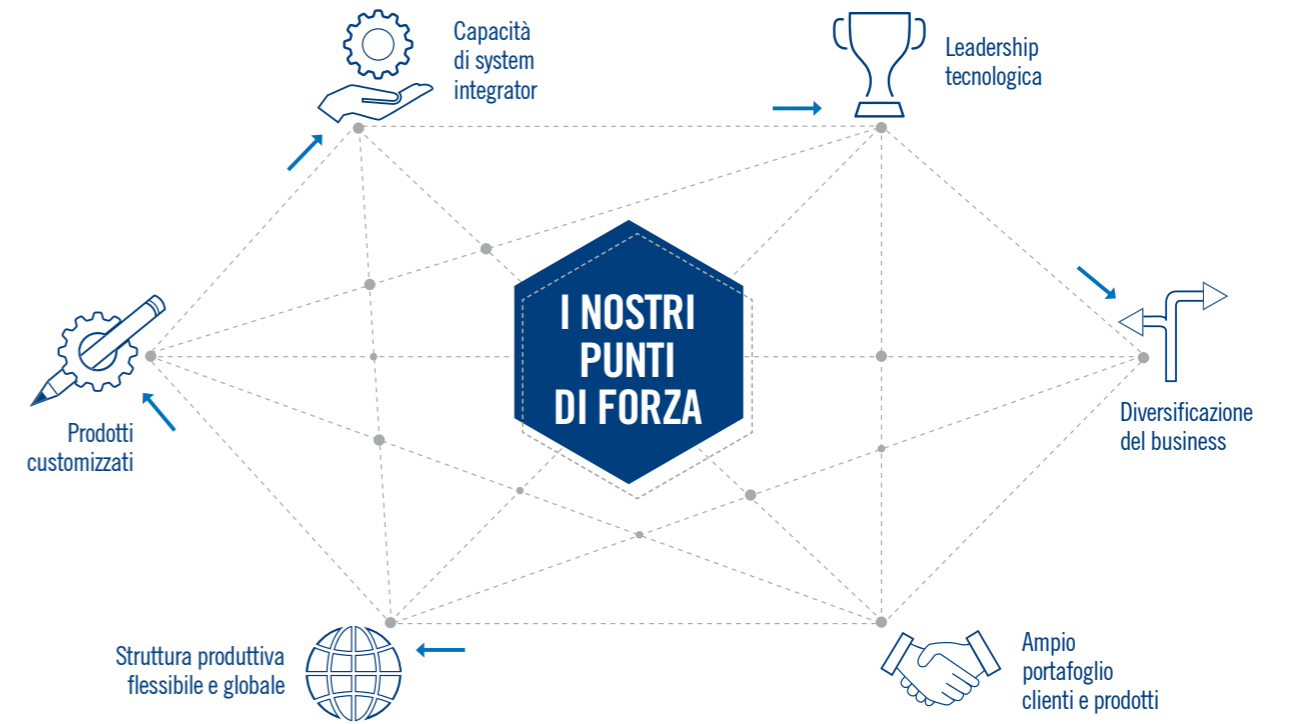 Capacità
di system
integrator
Leadership
tecnologica
I NOSTRI
PUNTI
DI FORZA
Prodotti
customizzati
Diversificazione
del business
Struttura produttiva
flessibile e globale
Ampio
portafoglio
clienti e prodotti